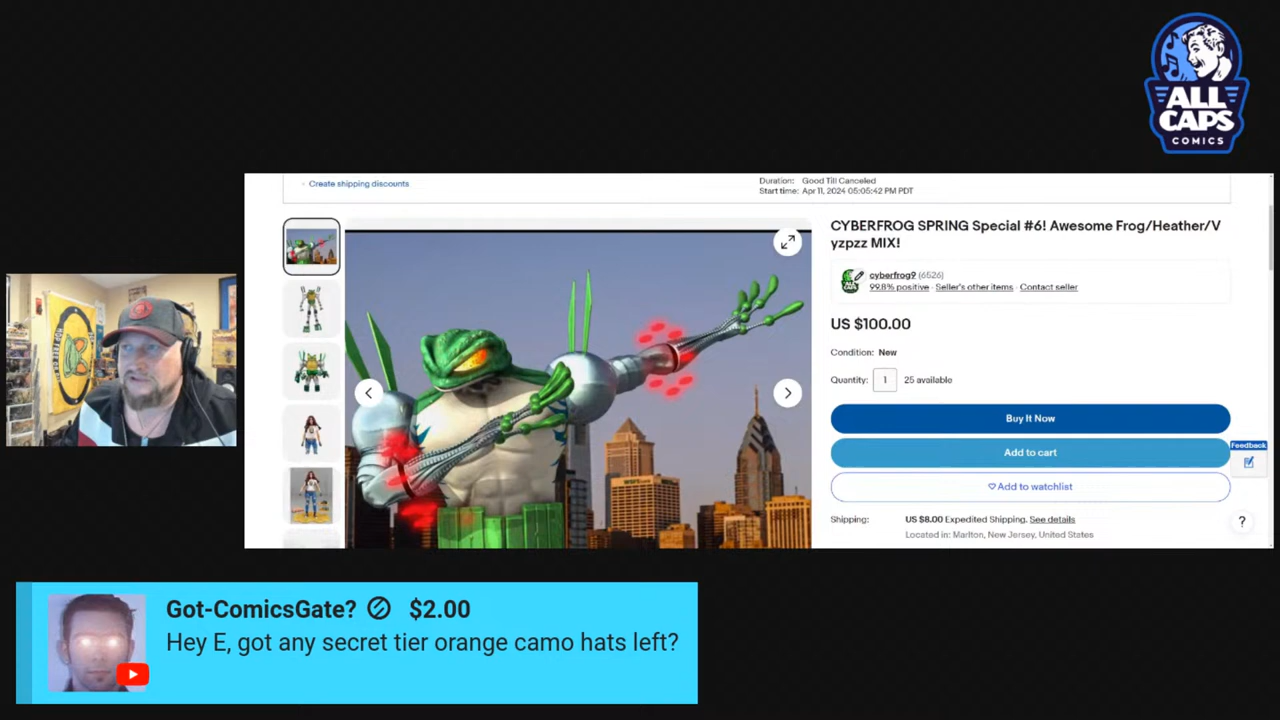 ALL
CAPS
COMICS
Create shipping discounts
Duration: Good Till Canceled
Start time: Apr 11, 2024 05:05:42 PM PDT
CYBERFROG SPRING Special #6! Awesome Frog/Heather/V
yzpzz MIX!
cyberfrog9 (6526)
99.8% positive · Seller's other items · Contact seller
US $100.00
Condition: New
Quantity: 1 25 available
Buy It Now
Feedback
Add to cart
Add to watchlist
Shipping: US $8.00 Expedited Shipping. See details
Located in: Marlton, New Jersey, United States
?
Got-ComicsGate? $2.00
Hey E, got any secret tier orange camo hats left?